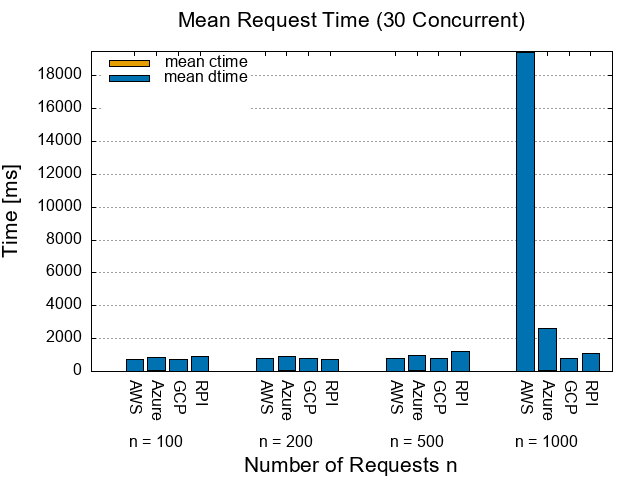 Mean Request Time (30 Concurrent)
mean ctime
mean dtime
Time [ms]
18000
16000
14000
12000
10000
8000
6000
4000
2000
0
AWS Azure GCP RPI AWS Azure GCP RPI AWS Azure GCP RPI AWS Azure GCP RPI
n = 100 n = 200 n = 500 n = 1000
Number of Requests n